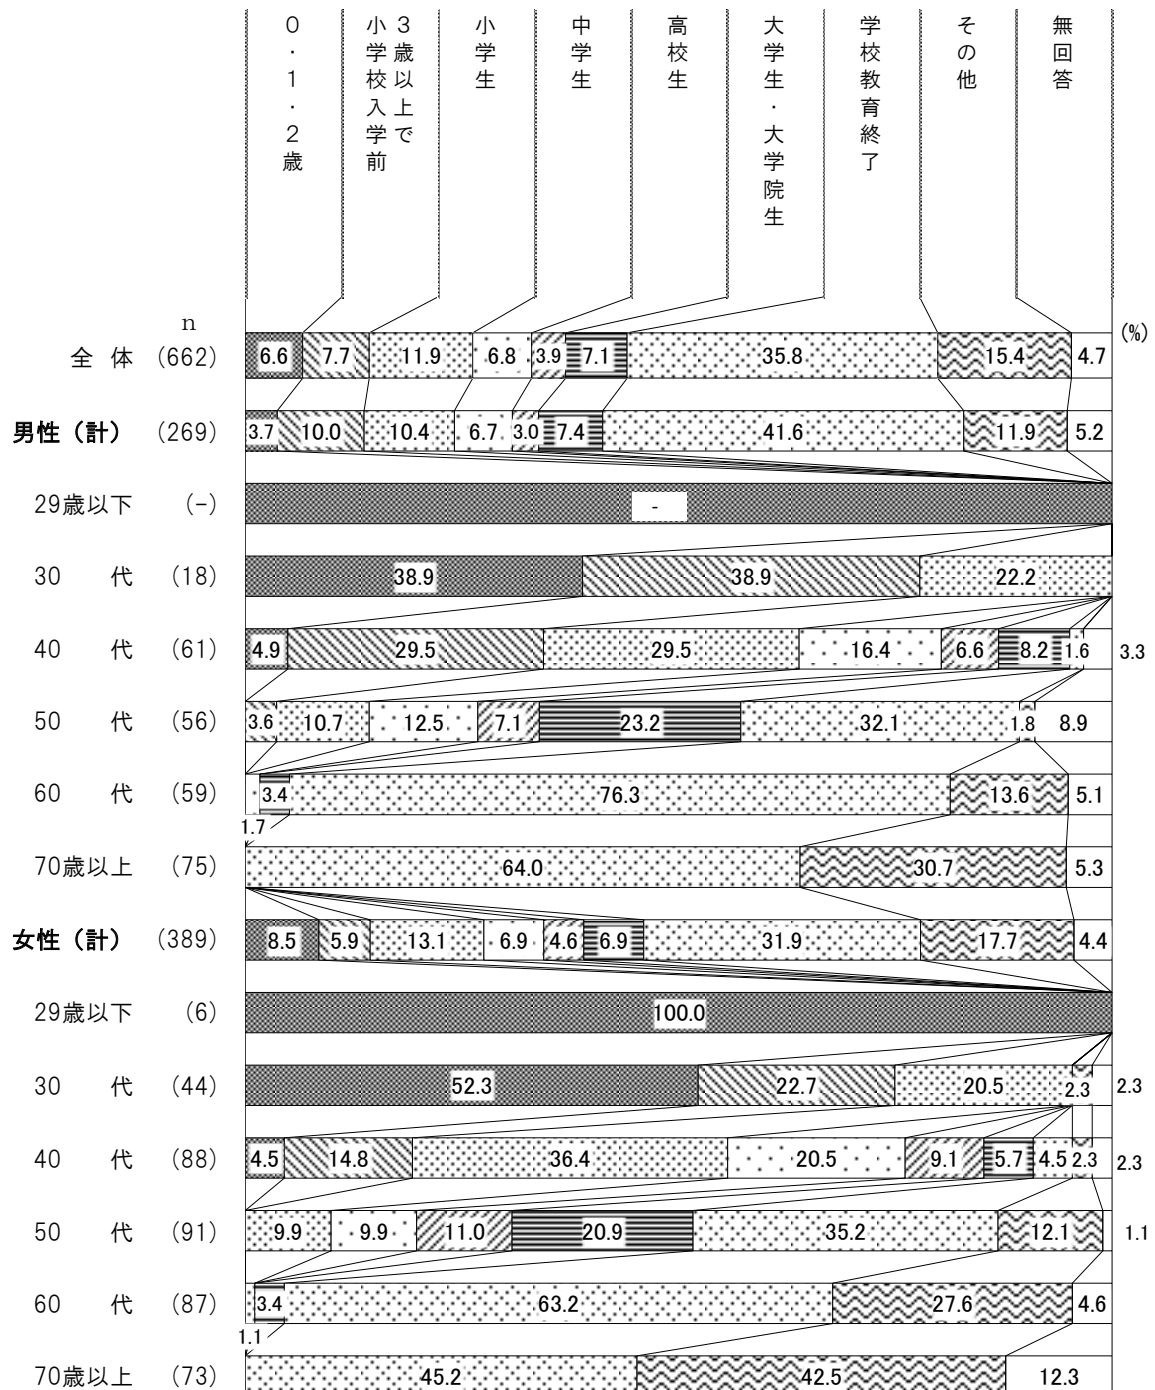 0・1・2歳
3歳以上で
小学校入学前
小学生
中学生
高校生
大学生・大学院生
学校教育終了
その他
無回答
n
(%)
全 体 (662) 6.6 7.7 11.9 6.8 3.9 7.1 35.8 15.4 4.7
男性（計） (269) 3.7 10.0 10.4 6.7 3.0 7.4 41.6 11.9 5.2
29歳以下 (-) -
30 代 (18) 38.9 38.9 22.2
40 代 (61) 4.9 29.5 29.5 16.4 6.6 8.2 1.6 3.3
50 代 (56) 3.6 10.7 12.5 7.1 23.2 32.1 1.8 8.9
60 代 (59) 3.4 76.3 13.6 5.1
1.7
70歳以上 (75) 64.0 30.7 5.3
女性（計） (389) 8.5 5.9 13.1 6.9 4.6 6.9 31.9 17.7 4.4
29歳以下 (6) 100.0
30 代 (44) 52.3 22.7 20.5 2.3 2.3
40 代 (88) 4.5 14.8 36.4 20.5 9.1 5.7 4.5 2.3 2.3
50 代 (91) 9.9 9.9 11.0 20.9 35.2 12.1 1.1
60 代 (87) 3.4 63.2 27.6 4.6
1.1
70歳以上 (73) 45.2 42.5 12.3